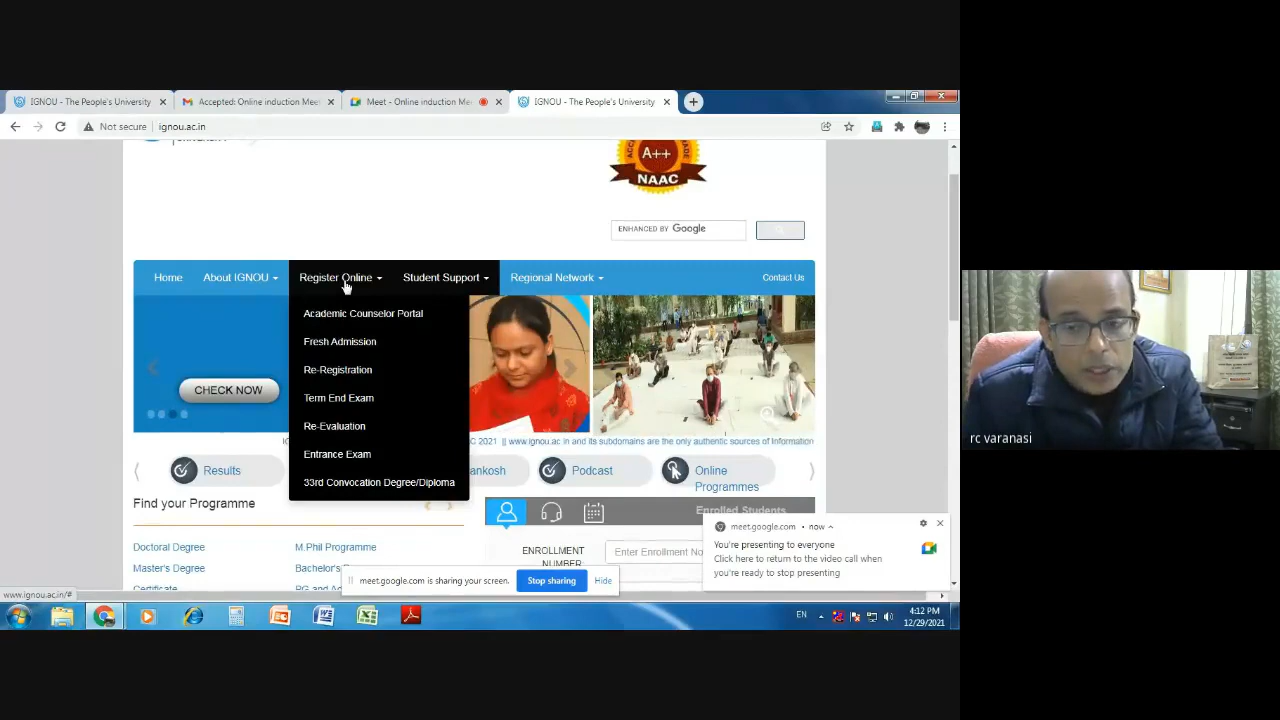 IGNOU - The People's University
Accepted: Online induction Mee
Meet - Online induction Me
IGNOU - The People's University
Not secure
ignou.ac.in
A++
NAAC
ENHANCED BY Google
Home
About IGNOU
Register Online
Student Support
Regional Network
Contact Us
Academic Counselor Portal
Fresh Admission
Re-Registration
Term End Exam
Re-Evaluation
Entrance Exam
33rd Convocation Degree/Diploma
CHECK NOW
C 2021 || www.ignou.ac.in and its subdomains are the only authentic sources of Information
Results
ankosh
Podcast
Online
Programmes
Find your Programme
Enrolled Students
Doctoral Degree
M.Phil Programme
Master's Degree
Bachelor's
Certificate
PG and A
ENROLLMENT
NUMBER
Enter Enrollment No
meet.google.com • now
You're presenting to everyone
Click here to return to the video call when
you're ready to stop presenting
meet.google.com is sharing your screen.
Stop sharing
Hide
www.ignou.ac.in/#
EN
4:12 PM
12/29/2021
rc varanasi